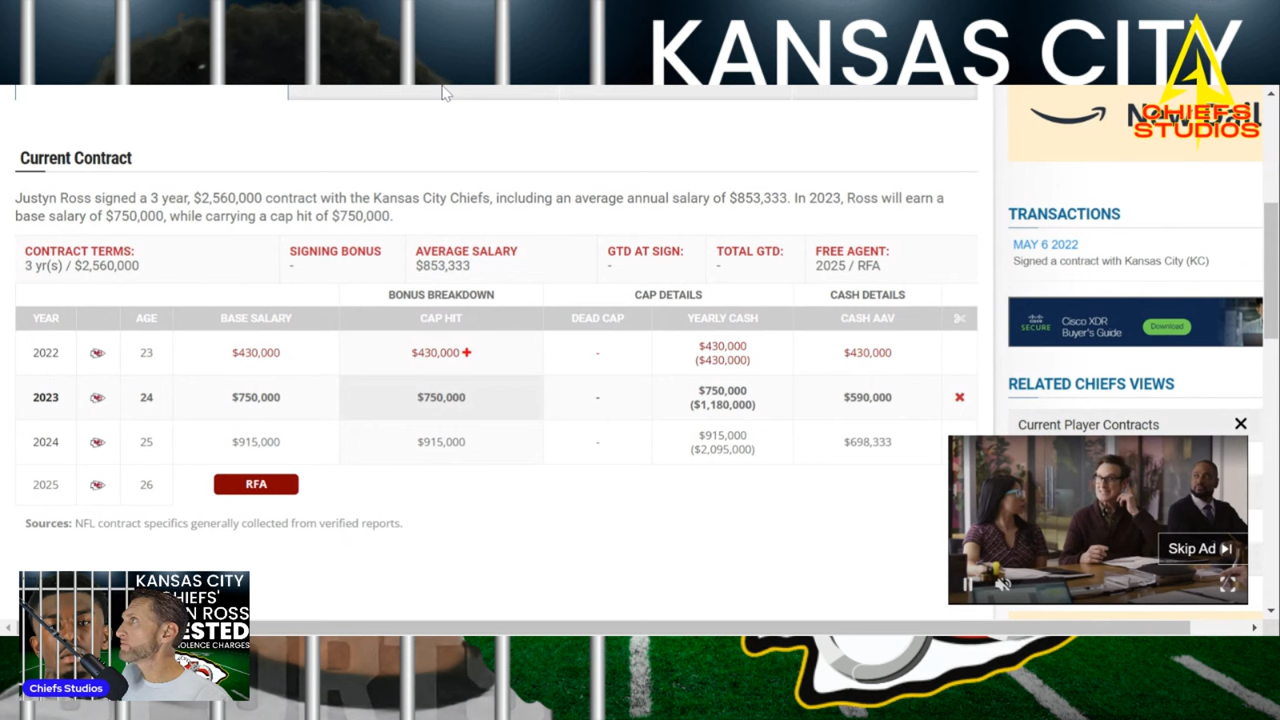 KANSAS CITY
CHIEFS
STUDIOS
Current Contract
Justyn Ross signed a 3 year, $2,560,000 contract with the Kansas City Chiefs, including an average annual salary of $853,333. In 2023, Ross will earn a
base salary of $750,000, while carrying a cap hit of $750,000.
CONTRACT TERMS: SIGNING BONUS AVERAGE SALARY GTD AT SIGN: TOTAL GTD: FREE AGENT:
3 yr(s) / $2,560,000 - $853,333 - - 2025 / RFA
BONUS BREAKDOWN CAP DETAILS CASH DETAILS
YEAR AGE BASE SALARY CAP HIT DEAD CAP YEARLY CASH CASH AAV
2022 23 $430,000 $430,000 - $430,000 $430,000
($430,000)
2023 24 $750,000 $750,000 - $750,000 $590,000
($1,180,000)
2024 25 $915,000 $915,000 - $915,000 $698,333
($2,095,000)
2025 26 RFA
Sources: NFL contract specifics generally collected from verified reports.
TRANSACTIONS
MAY 6 2022
Signed a contract with Kansas City (KC)
SECURE
Cisco XDR
Buyer's Guide
Download
RELATED CHIEFS VIEWS
Current Player Contracts
Skip Ad
KANSAS CITY
CHIEFS'
N ROSS
ESTED
OLENCE CHARGES
Chiefs Studios